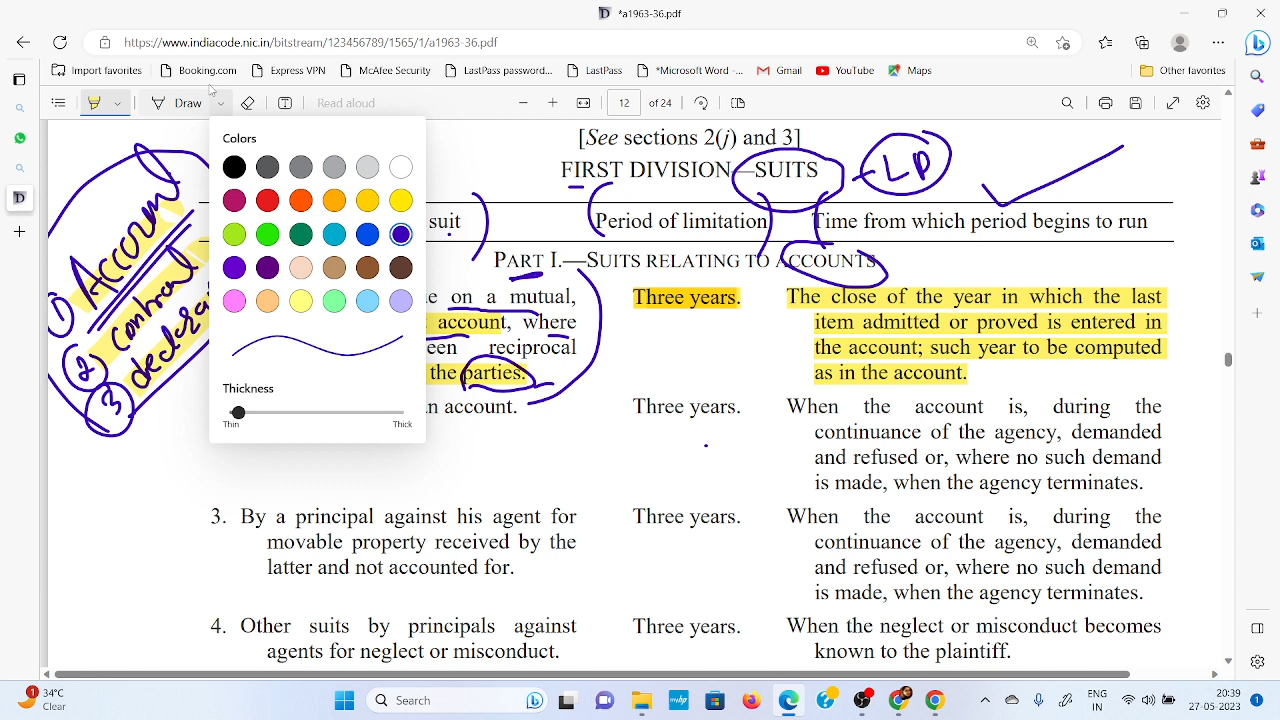 *a1963-36.pdf
https://www.indiacode.nic.in/bitstream/123456789/1565/1/a1963-36.pdf
Import favorites Booking.com Express VPN McAfee Security LastPass password... LastPass *Microsoft Word -... Gmail YouTube Maps Other favorites
Draw Read aloud 12 of 24
[See sections 2(j) and 3]
FIRST DIVISION—SUITS
LP
suit Period of limitation Time from which period begins to run
PART I.—SUITS RELATING TO ACCOUNTS
on a mutual, Three years. The close of the year in which the last
account, where item admitted or proved is entered in
reciprocal the account; such year to be computed
the parties. as in the account.
account. Three years. When the account is, during the
continuance of the agency, demanded
and refused or, where no such demand
is made, when the agency terminates.
3. By a principal against his agent for Three years. When the account is, during the
movable property received by the continuance of the agency, demanded
latter and not accounted for. and refused or, where no such demand
is made, when the agency terminates.
4. Other suits by principals against Three years. When the neglect or misconduct becomes
agents for neglect or misconduct. known to the plaintiff.
1
2
3
Colors
Thickness
Thin Thick
1 34°C
Clear
Search
ENG
IN
20:39
27-05-2023
1